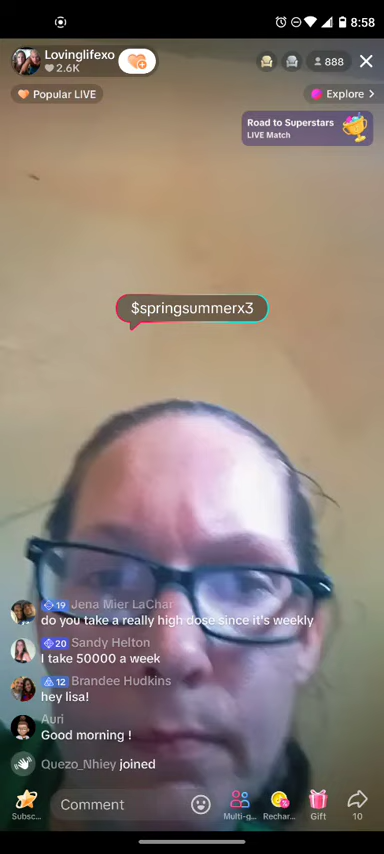 8:58
Lovinglifexo
2.6K
888
Popular LIVE
Explore >
Road to Superstars
LIVE Match
$springsummerx3
19 Jena Mier LaChar
do you take a really high dose since it's weekly
20 Sandy Helton
I take 50000 a week
12 Brandee Hudkins
hey lisa!
Auri
Good morning !
Quezo_Nhiey joined
Comment
Subsc... Multi-g... Rechar... Gift 10